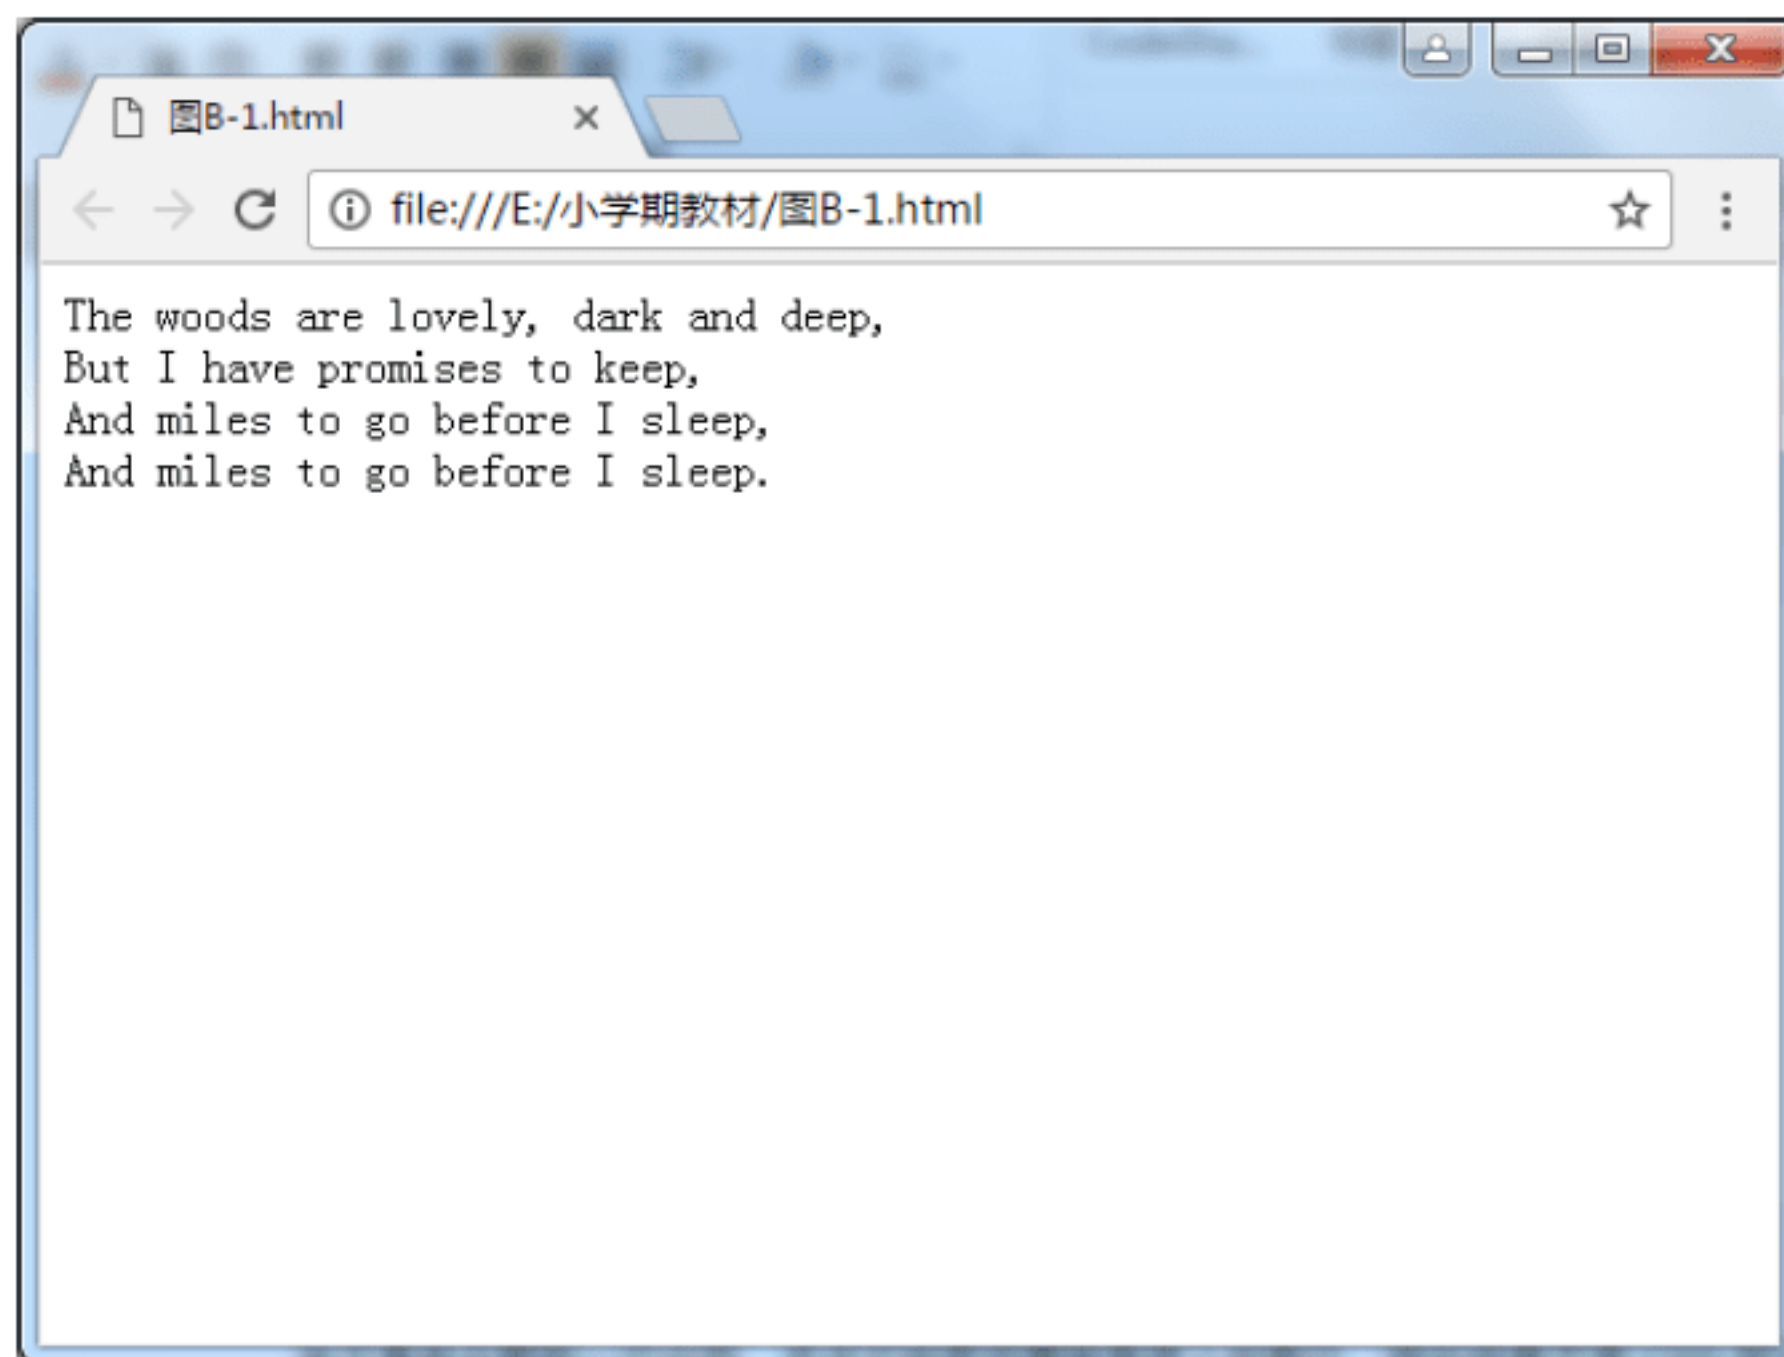 图B-1.html
file:///E:/小学期教材/图B-1.html
The woods are lovely, dark and deep,
But I have promises to keep,
And miles to go before I sleep,
And miles to go before I sleep.